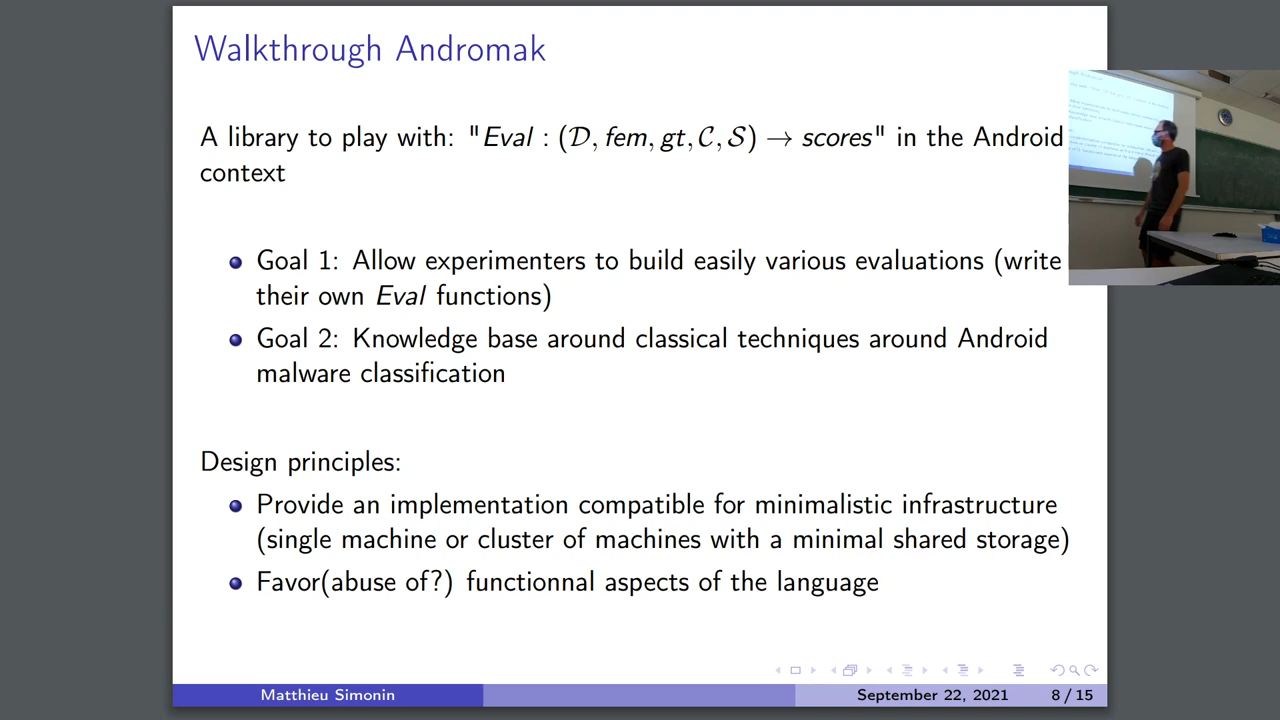 Walkthrough Andromak
A library to play with: "Eval : (𝒟, fem, gt, 𝒞, 𝒮) → scores" in the Android
context
Goal 1: Allow experimenters to build easily various evaluations (write
their own Eval functions)
Goal 2: Knowledge base around classical techniques around Android
malware classification
Design principles:
Provide an implementation compatible for minimalistic infrastructure
(single machine or cluster of machines with a minimal shared storage)
Favor(abuse of?) functionnal aspects of the language
Matthieu Simonin
September 22, 2021
8 / 15